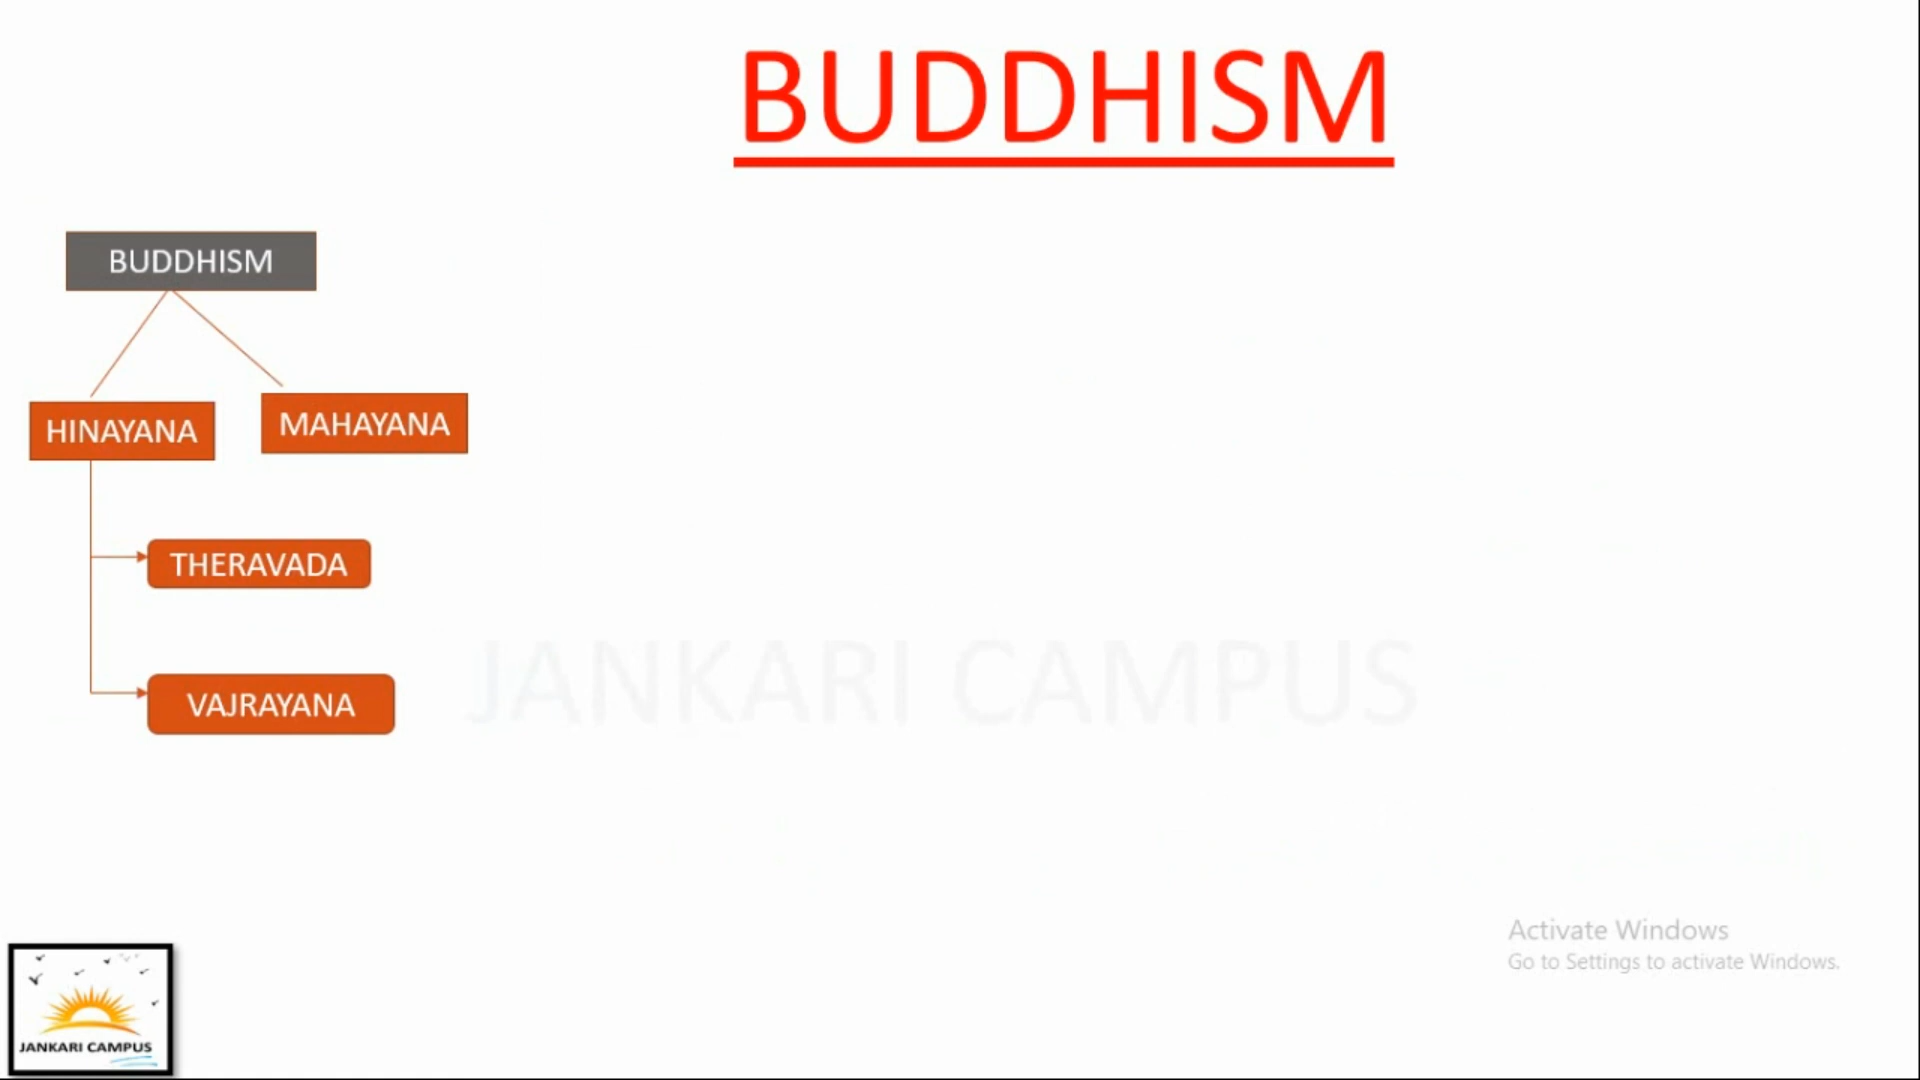 BUDDHISM
BUDDHISM
HINAYANA
MAHAYANA
THERAVADA
VAJRAYANA
JANKARI CAMPUS
Activate Windows
Go to Settings to activate Windows.
JANKARI CAMPUS